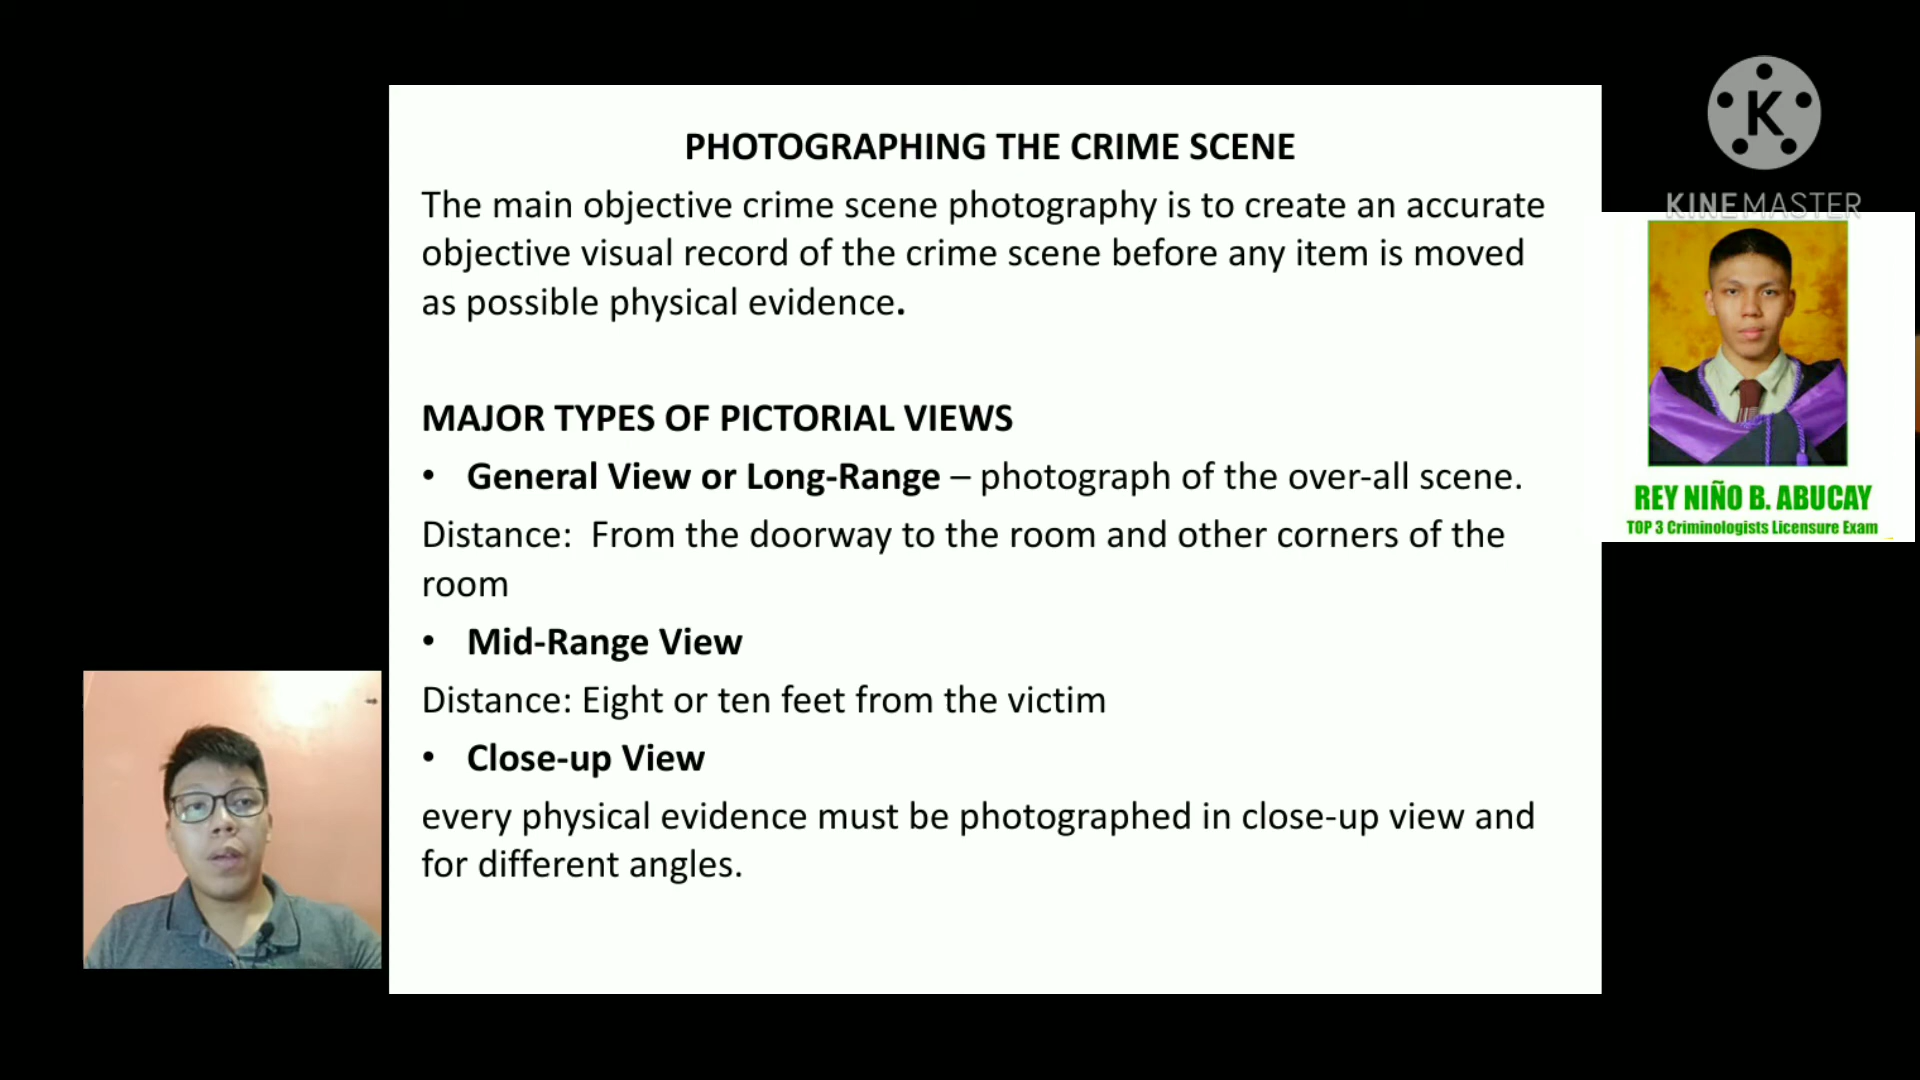 PHOTOGRAPHING THE CRIME SCENE
The main objective crime scene photography is to create an accurate
objective visual record of the crime scene before any item is moved
as possible physical evidence.
MAJOR TYPES OF PICTORIAL VIEWS
• General View or Long-Range – photograph of the over-all scene.
Distance: From the doorway to the room and other corners of the
room
• Mid-Range View
Distance: Eight or ten feet from the victim
• Close-up View
every physical evidence must be photographed in close-up view and
for different angles.
K
KINEMASTER
REY NIÑO B. ABUCAY
TOP 3 Criminologists Licensure Exam